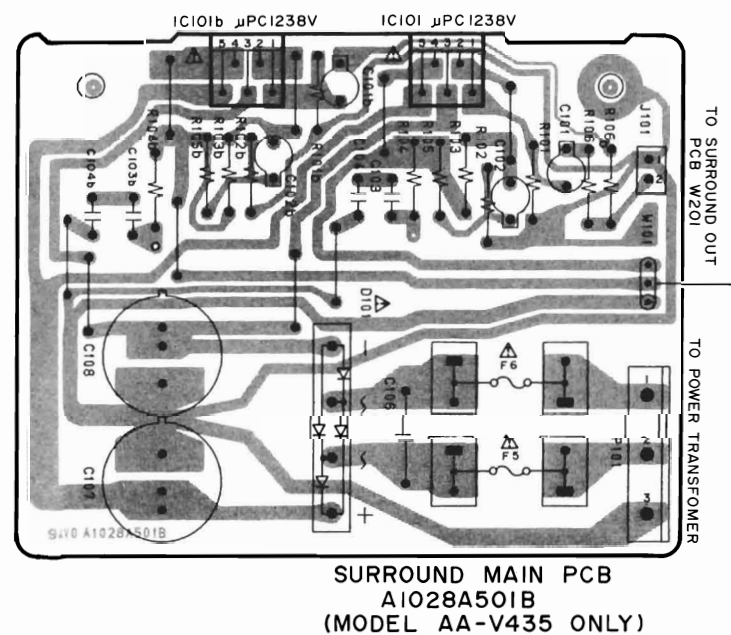 IC101b µPC1238V
IC101 µPC1238V
5 4 3 2 1
5 4 3 2 1
C101b
R104b
R105b
R103b
R102b
R101b
C102b
C104b
C103b
C103
R104
R105
R103
R102
C102
R101
C101
R106
R106b
J101
1
2
W101
TO SURROUND OUT
PCB W201
D101
C108
C107
C106
F6
F5
−
~
~
+
P101
1
2
3
TO POWER TRANSFOMER
A1028A501B
SURROUND MAIN PCB
A1028A501B
(MODEL AA-V435 ONLY)